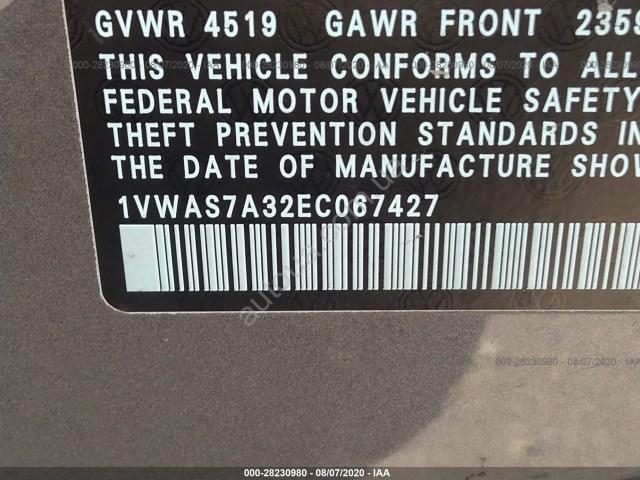 GVWR 4519 GAWR FRONT 2359
THIS VEHICLE CONFORMS TO ALL
FEDERAL MOTOR VEHICLE SAFETY
THEFT PREVENTION STANDARDS IN
THE DATE OF MANUFACTURE SHOW
1VWAS7A32EC067427
000-28230980 - 08/07/2020 - IAA